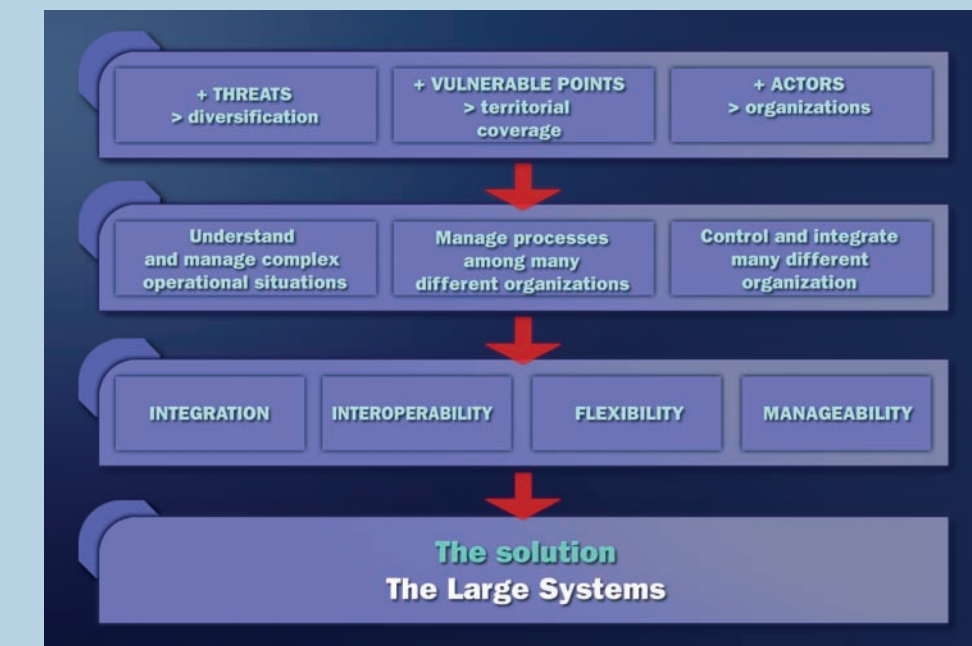 + THREATS
> diversification
+ VULNERABLE POINTS
> territorial
coverage
+ ACTORS
> organizations
Understand
and manage complex
operational situations
Manage processes
among many
different organizations
Control and integrate
many different
organization
INTEGRATION
INTEROPERABILITY
FLEXIBILITY
MANAGEABILITY
The solution
The Large Systems